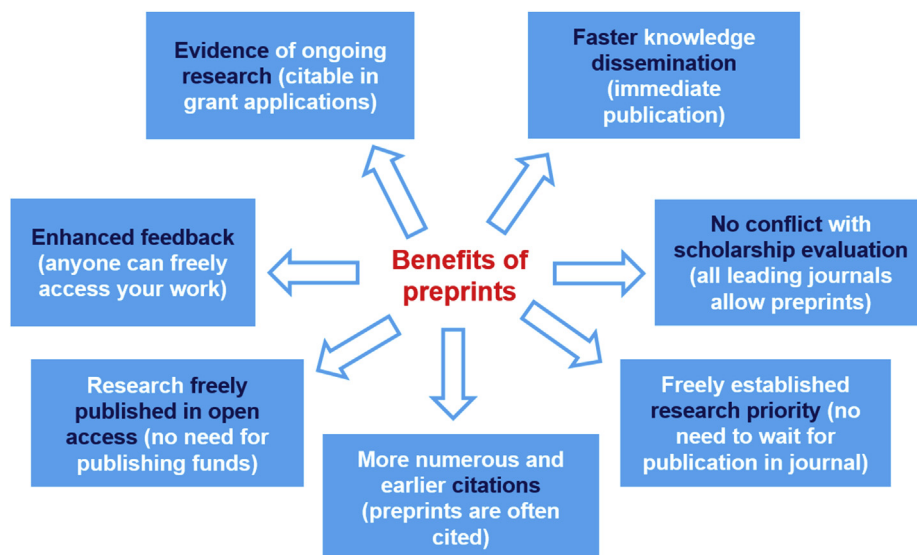 Evidence of ongoing
research (citable in
grant applications)
Faster knowledge
dissemination
(immediate
publication)
Enhanced feedback
(anyone can freely
access your work)
Benefits of
preprints
No conflict with
scholarship evaluation
(all leading journals
allow preprints)
Research freely
published in open
access (no need for
publishing funds)
More numerous and
earlier citations
(preprints are often
cited)
Freely established
research priority (no
need to wait for
publication in journal)